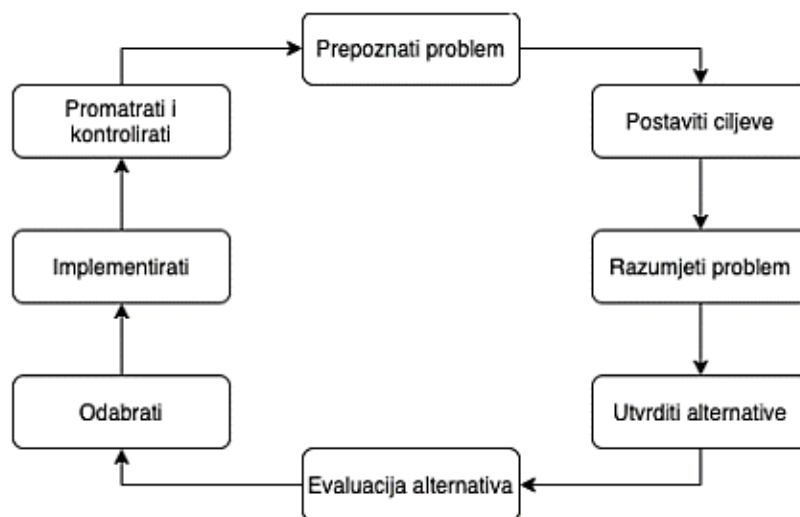 Prepoznati problem
Postaviti ciljeve
Razumjeti problem
Utvrditi alternative
Evaluacija alternativa
Odabrati
Implementirati
Promatrati i
kontrolirati